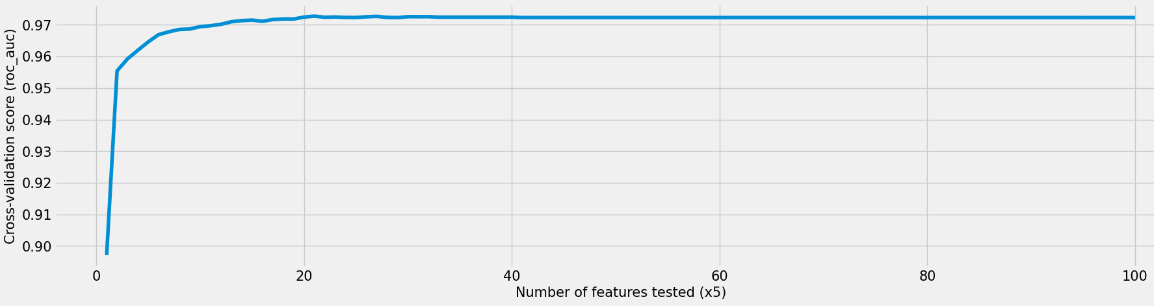 Cross-validation score (roc_auc)
0.97
0.96
0.95
0.94
0.93
0.92
0.91
0.90
0 20 40 60 80 100
Number of features tested (x5)